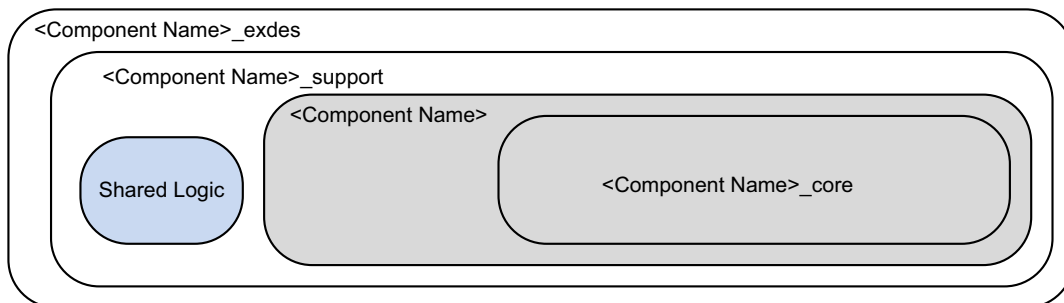 <Component Name>_exdes
<Component Name>_support
<Component Name>
Shared Logic
<Component Name>_core